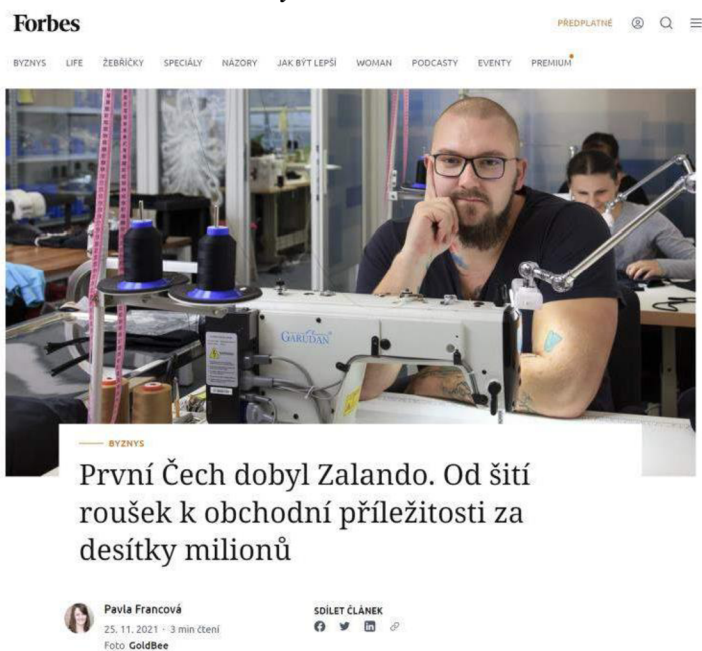 Forbes
PŘEDPLATNÉ
BYZNYS LIFE ŽEBŘÍČKY SPECIÁLY NÁZORY JAK BÝT LEPŠÍ WOMAN PODCASTY EVENTY PREMIUM
GARUDAN
BYZNYS
První Čech dobyl Zalando. Od šití
roušek k obchodní příležitosti za
desítky milionů
Pavla Francová
25. 11. 2021 · 3 min čtení
Foto GoldBee
SDÍLET ČLÁNEK